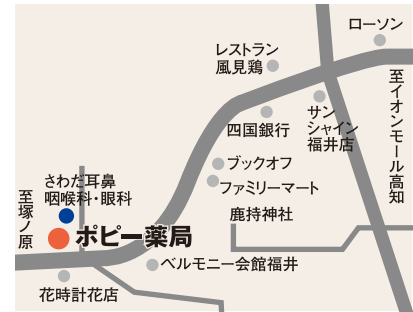 ローソン
レストラン
風見鶏
至イオンモール高知
サン
シャイン
福井店
四国銀行
ブックオフ
ファミリーマート
さわだ耳鼻
咽喉科・眼科
至塚ノ原
鹿持神社
ポピー薬局
ベルモニー会館福井
花時計花店